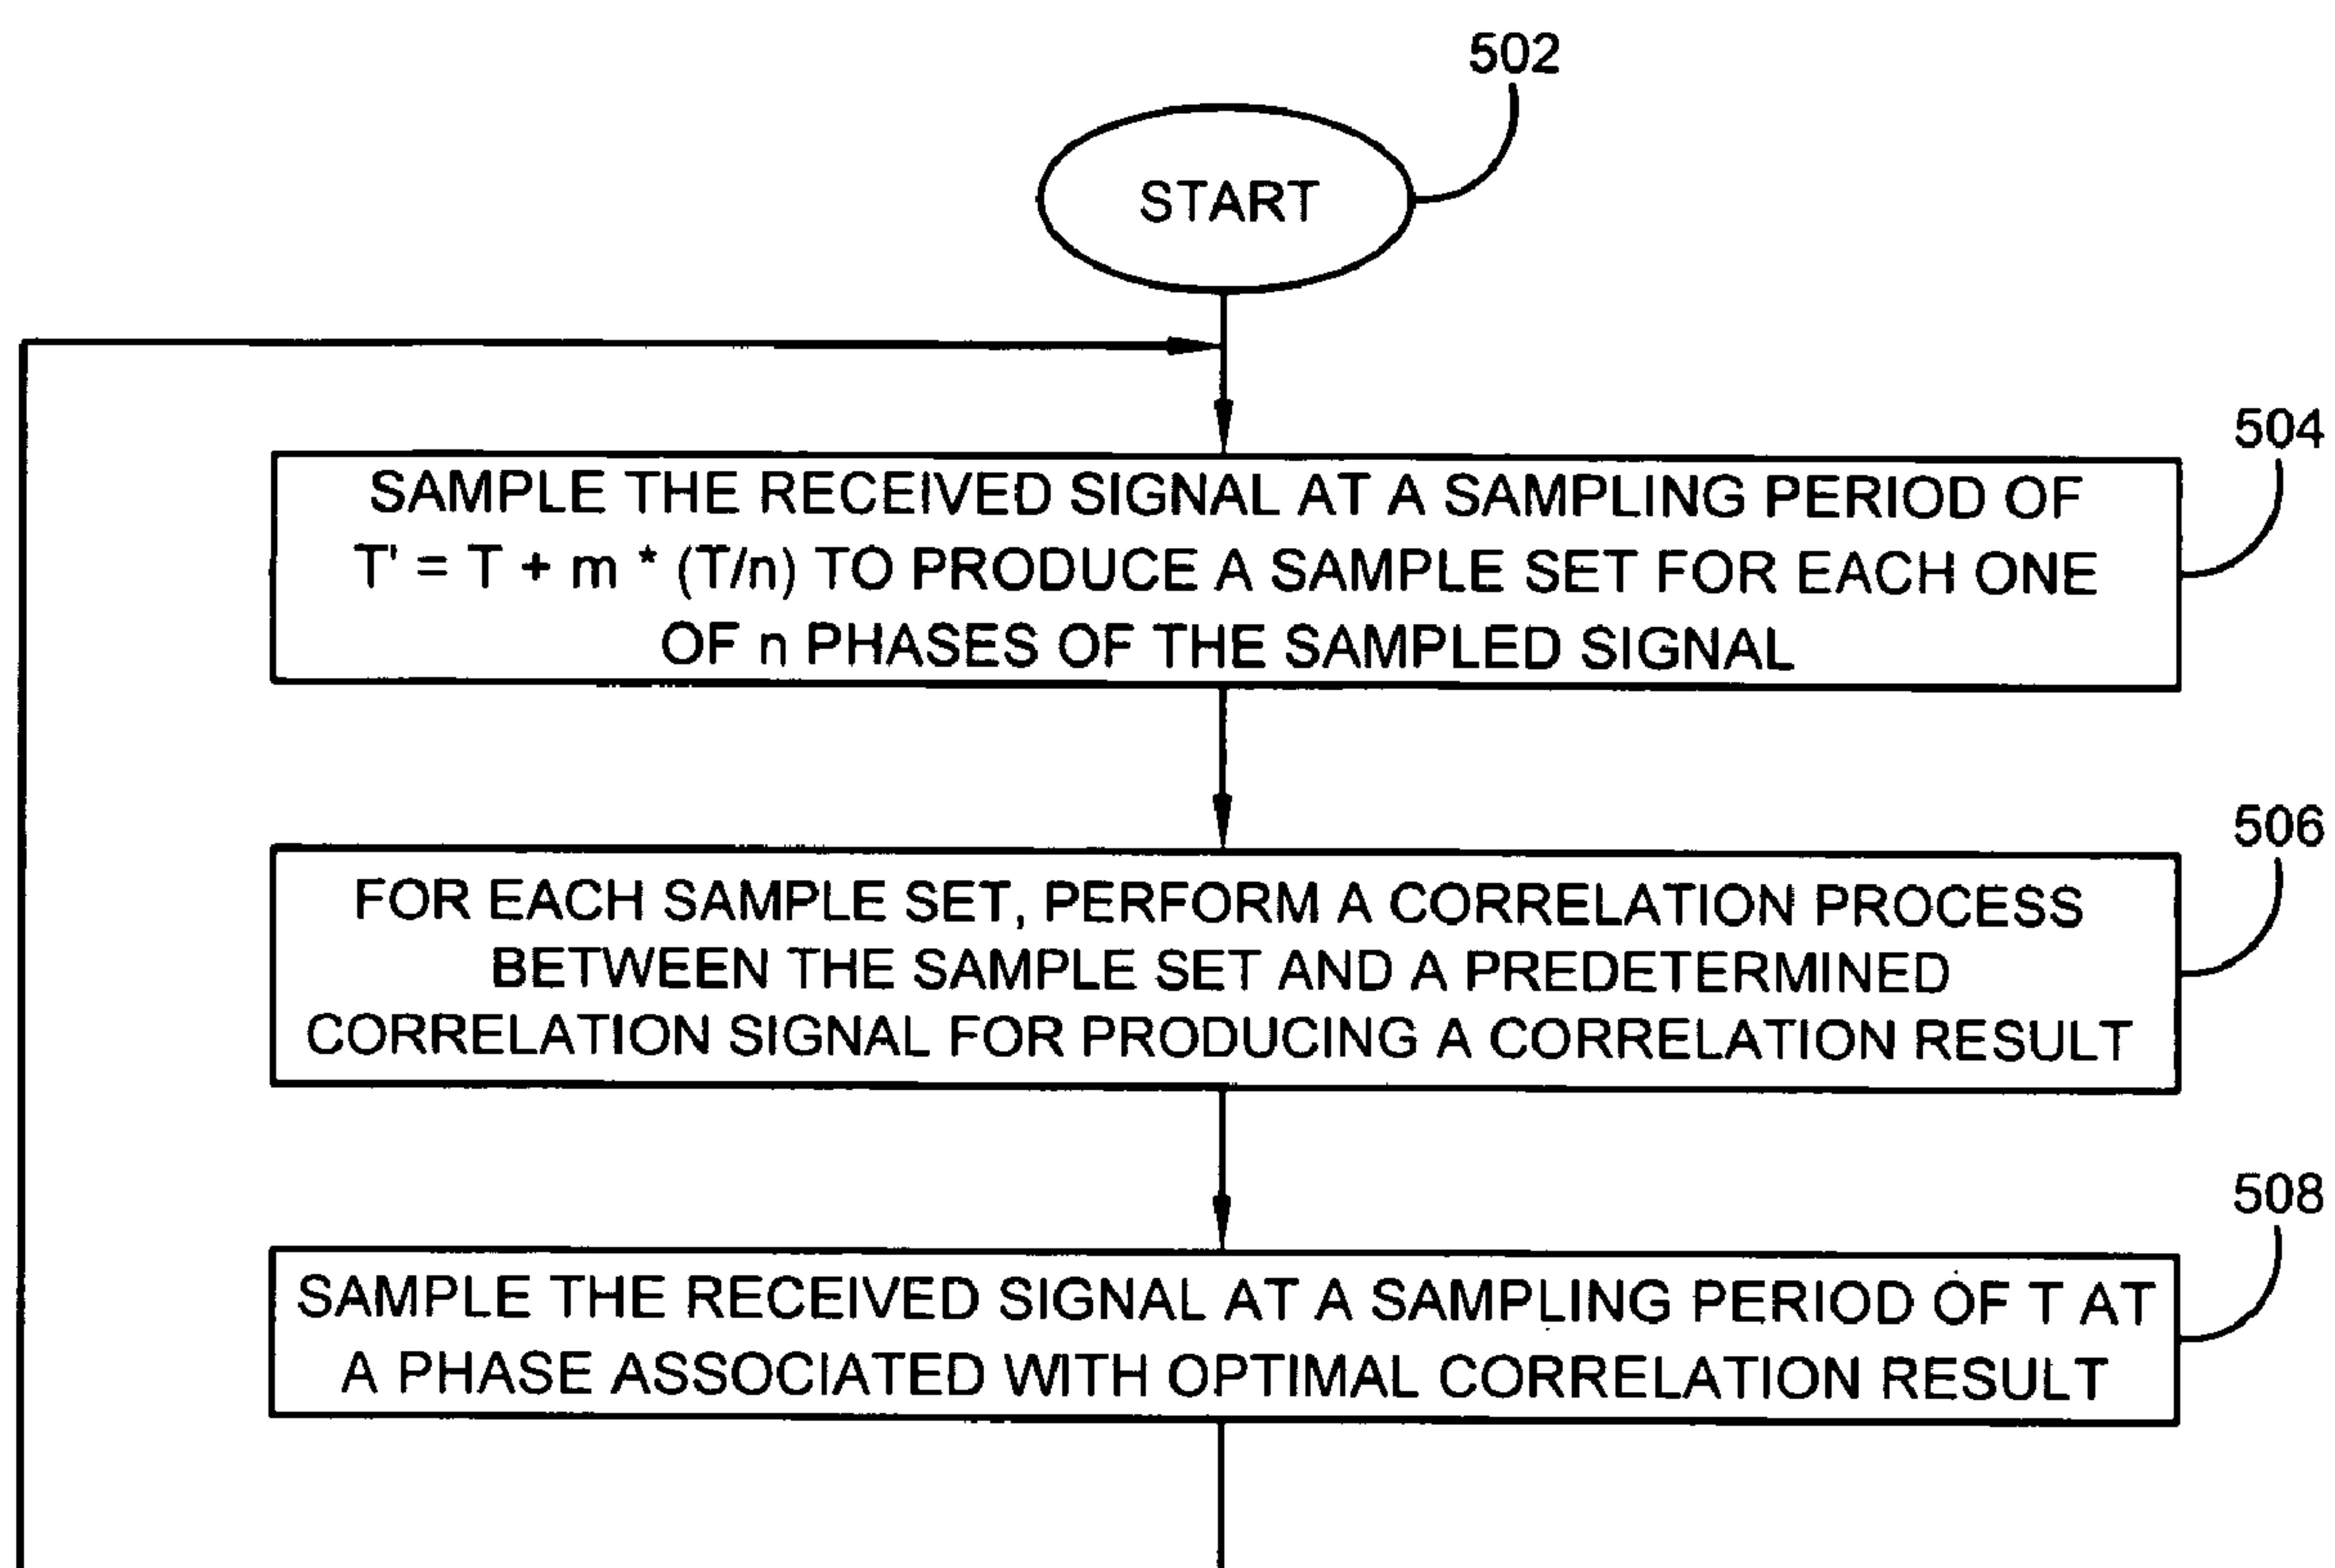 502
START
504
SAMPLE THE RECEIVED SIGNAL AT A SAMPLING PERIOD OF
T' = T + m * (T/n) TO PRODUCE A SAMPLE SET FOR EACH ONE
OF n PHASES OF THE SAMPLED SIGNAL
506
FOR EACH SAMPLE SET, PERFORM A CORRELATION PROCESS
BETWEEN THE SAMPLE SET AND A PREDETERMINED
CORRELATION SIGNAL FOR PRODUCING A CORRELATION RESULT
508
SAMPLE THE RECEIVED SIGNAL AT A SAMPLING PERIOD OF T AT
A PHASE ASSOCIATED WITH OPTIMAL CORRELATION RESULT